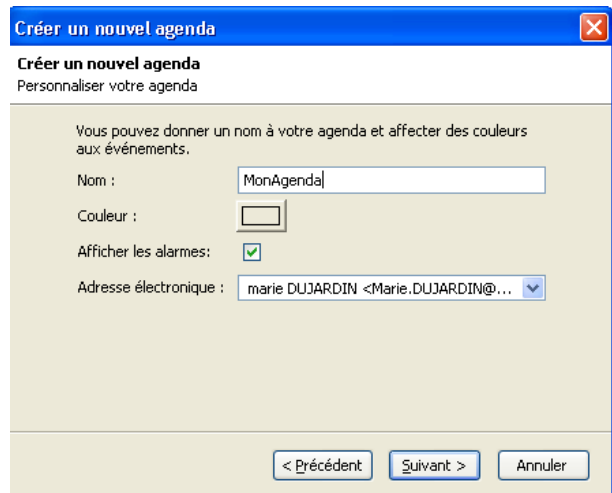 Créer un nouvel agenda
Créer un nouvel agenda
Personnaliser votre agenda
Vous pouvez donner un nom à votre agenda et affecter des couleurs
aux événements.
Nom : MonAgenda
Couleur :
Afficher les alarmes:
Adresse électronique : marie DUJARDIN <Marie.DUJARDIN@...
< Précédent Suivant > Annuler